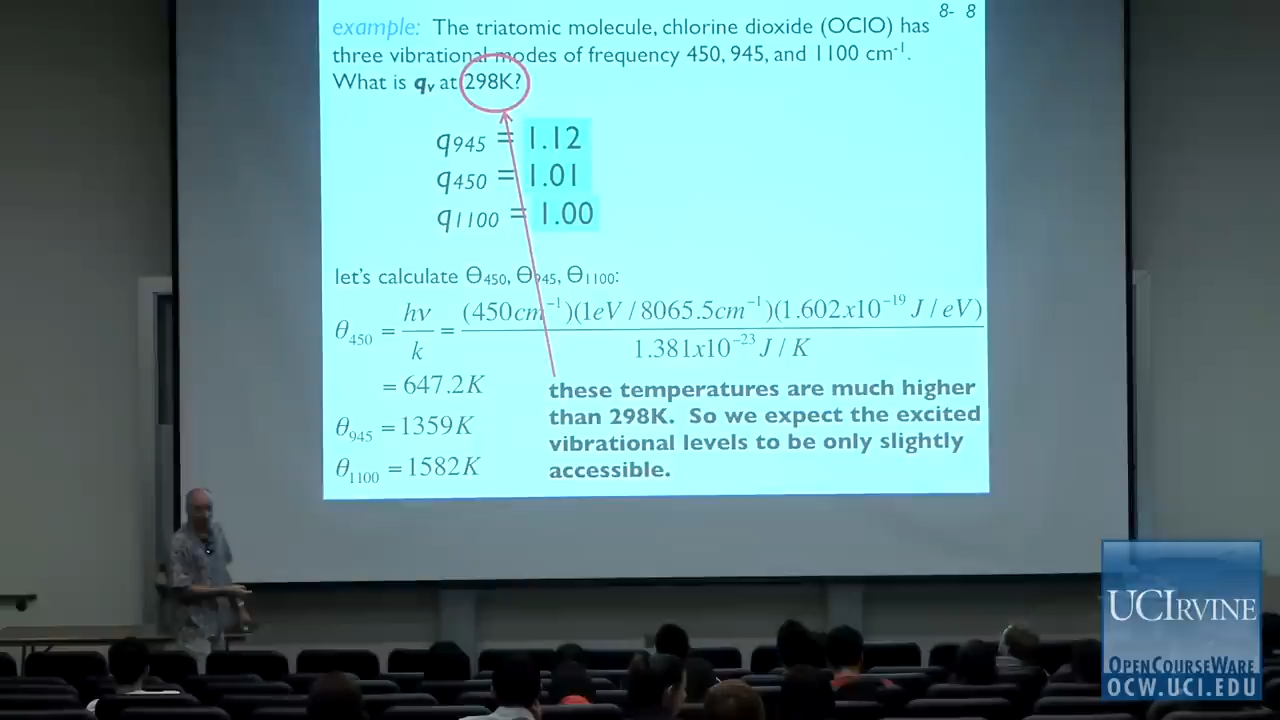 8- 8
example: The triatomic molecule, chlorine dioxide (OClO) has
three vibrational modes of frequency 450, 945, and 1100 cm⁻¹.
What is qᵥ at 298K?
q945 = 1.12
q450 = 1.01
q1100 = 1.00
let's calculate Θ450, Θ945, Θ1100:
θ450 = hν/k = (450cm⁻¹)(1eV / 8065.5cm⁻¹)(1.602x10⁻¹⁹ J / eV) / 1.381x10⁻²³ J / K
= 647.2K
θ945 = 1359K
θ1100 = 1582K
these temperatures are much higher
than 298K. So we expect the excited
vibrational levels to be only slightly
accessible.
UCIRVINE
OPENCOURSEWARE
OCW.UCI.EDU